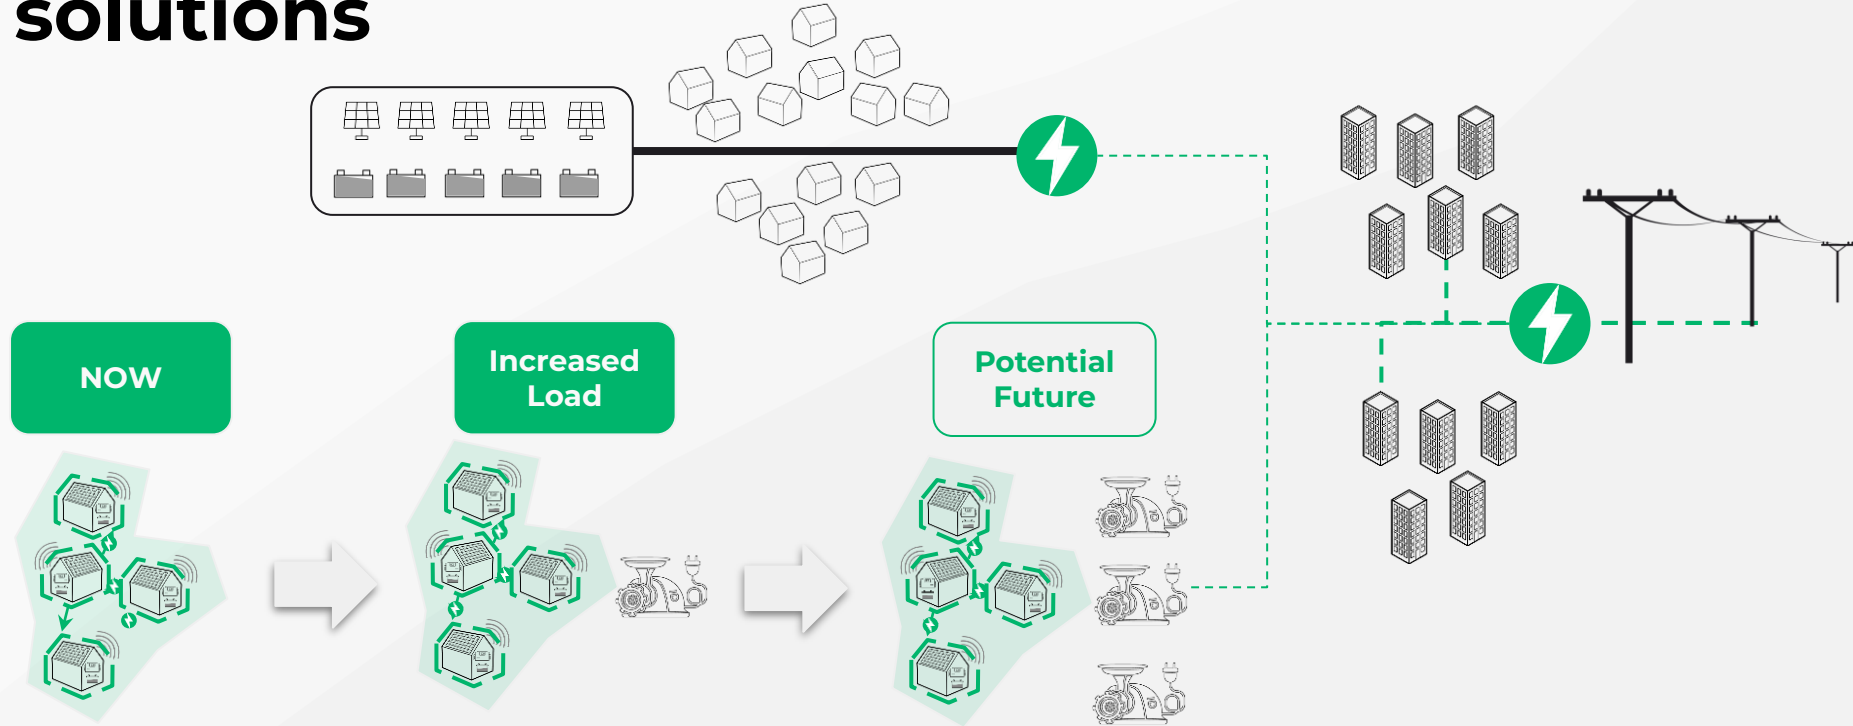 solutions
NOW
Increased
Load
Potential
Future